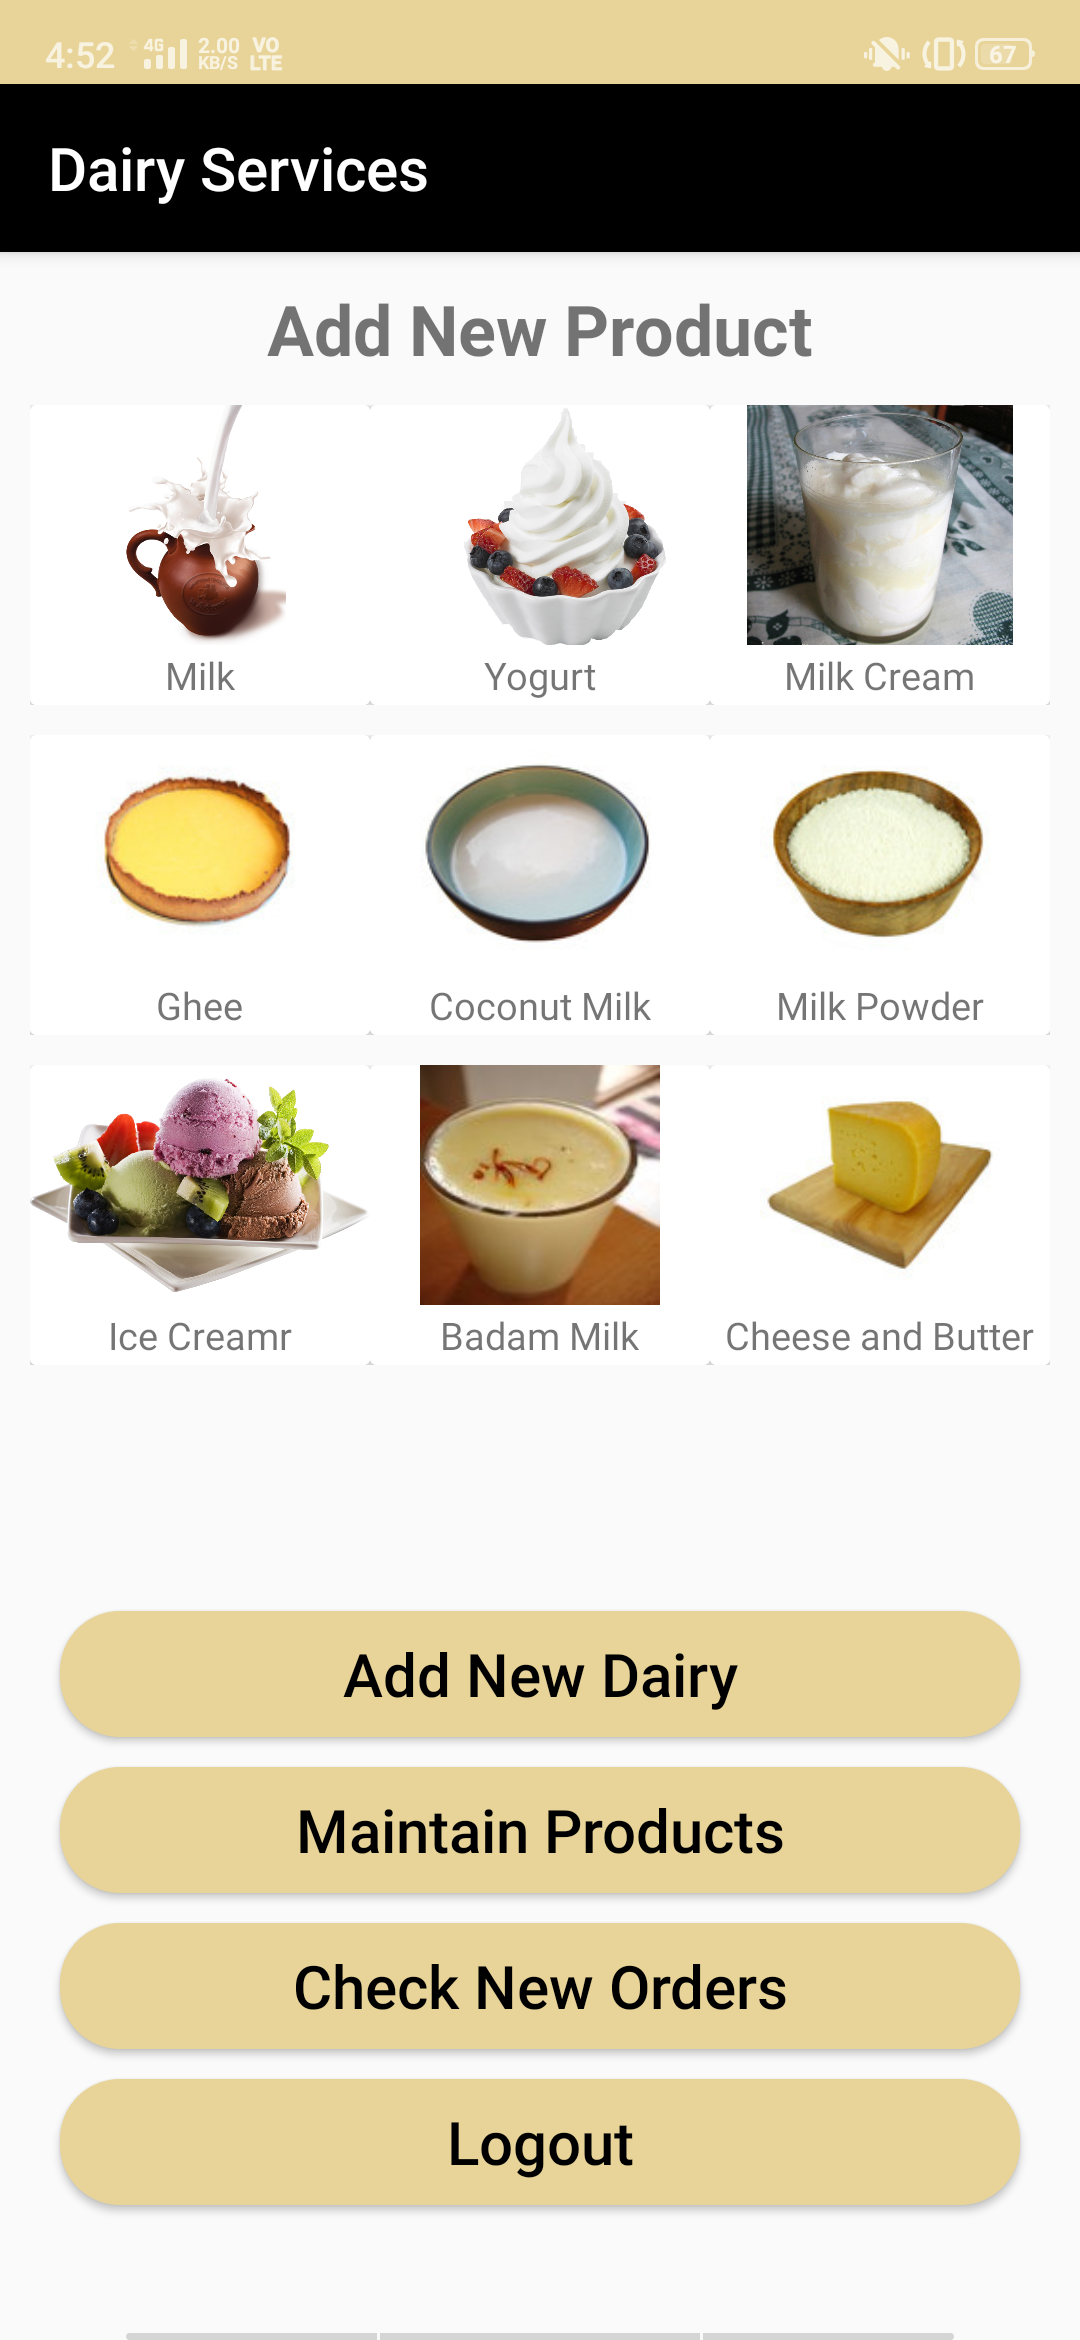 4:52 4G 2.00 KB/S VO LTE 67
Dairy Services
Add New Product
Milk Yogurt Milk Cream
Ghee Coconut Milk Milk Powder
Ice Creamr Badam Milk Cheese and Butter
Add New Dairy
Maintain Products
Check New Orders
Logout